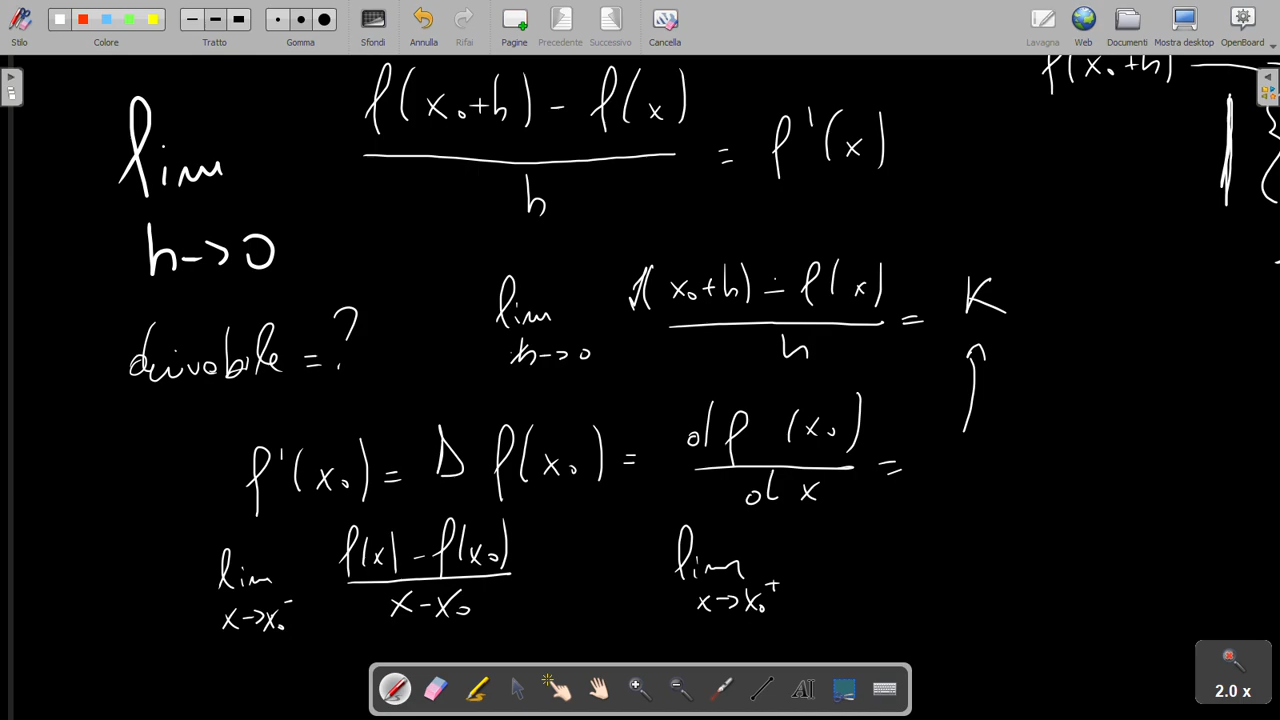 Stilo Colore Tratto Gomma Sfondi Annulla Rifai Pagine Precedente Successivo Cancella Lavagna Web Documenti Mostra desktop OpenBoard
f(x₀+h)
lim h→0 f(x₀+h) - f(x) / h = f'(x)
derivabile = ? lim h→0 f(x₀+h) - f(x) / h = K
f'(x₀) = D f(x₀) = df (x₀) / dx =
lim x→x₀⁻ f(x) - f(x₀) / x - x₀ lim x→x₀⁺
2.0 x